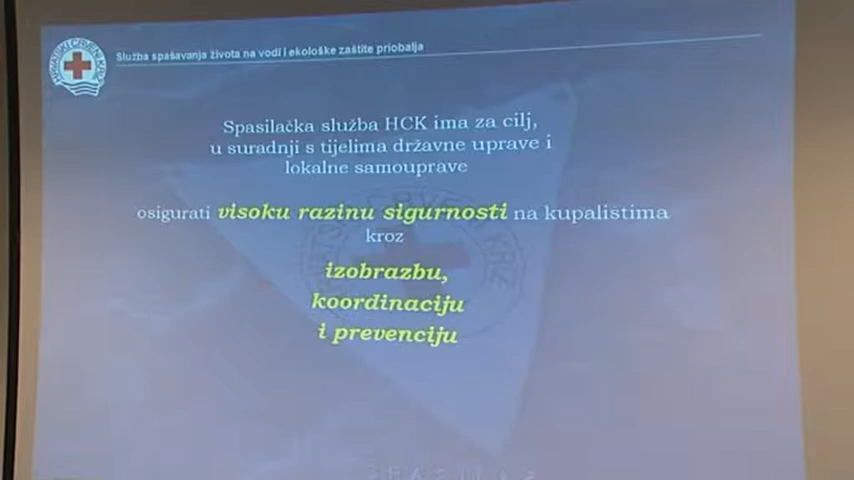 Služba spašavanja života na vodi i ekološke zaštite priobalja
Spasilačka služba HCK ima za cilj,
u suradnji s tijelima državne uprave i
lokalne samouprave
osigurati visoku razinu sigurnosti na kupalištima
kroz
izobrazbu,
koordinaciju
i prevenciju